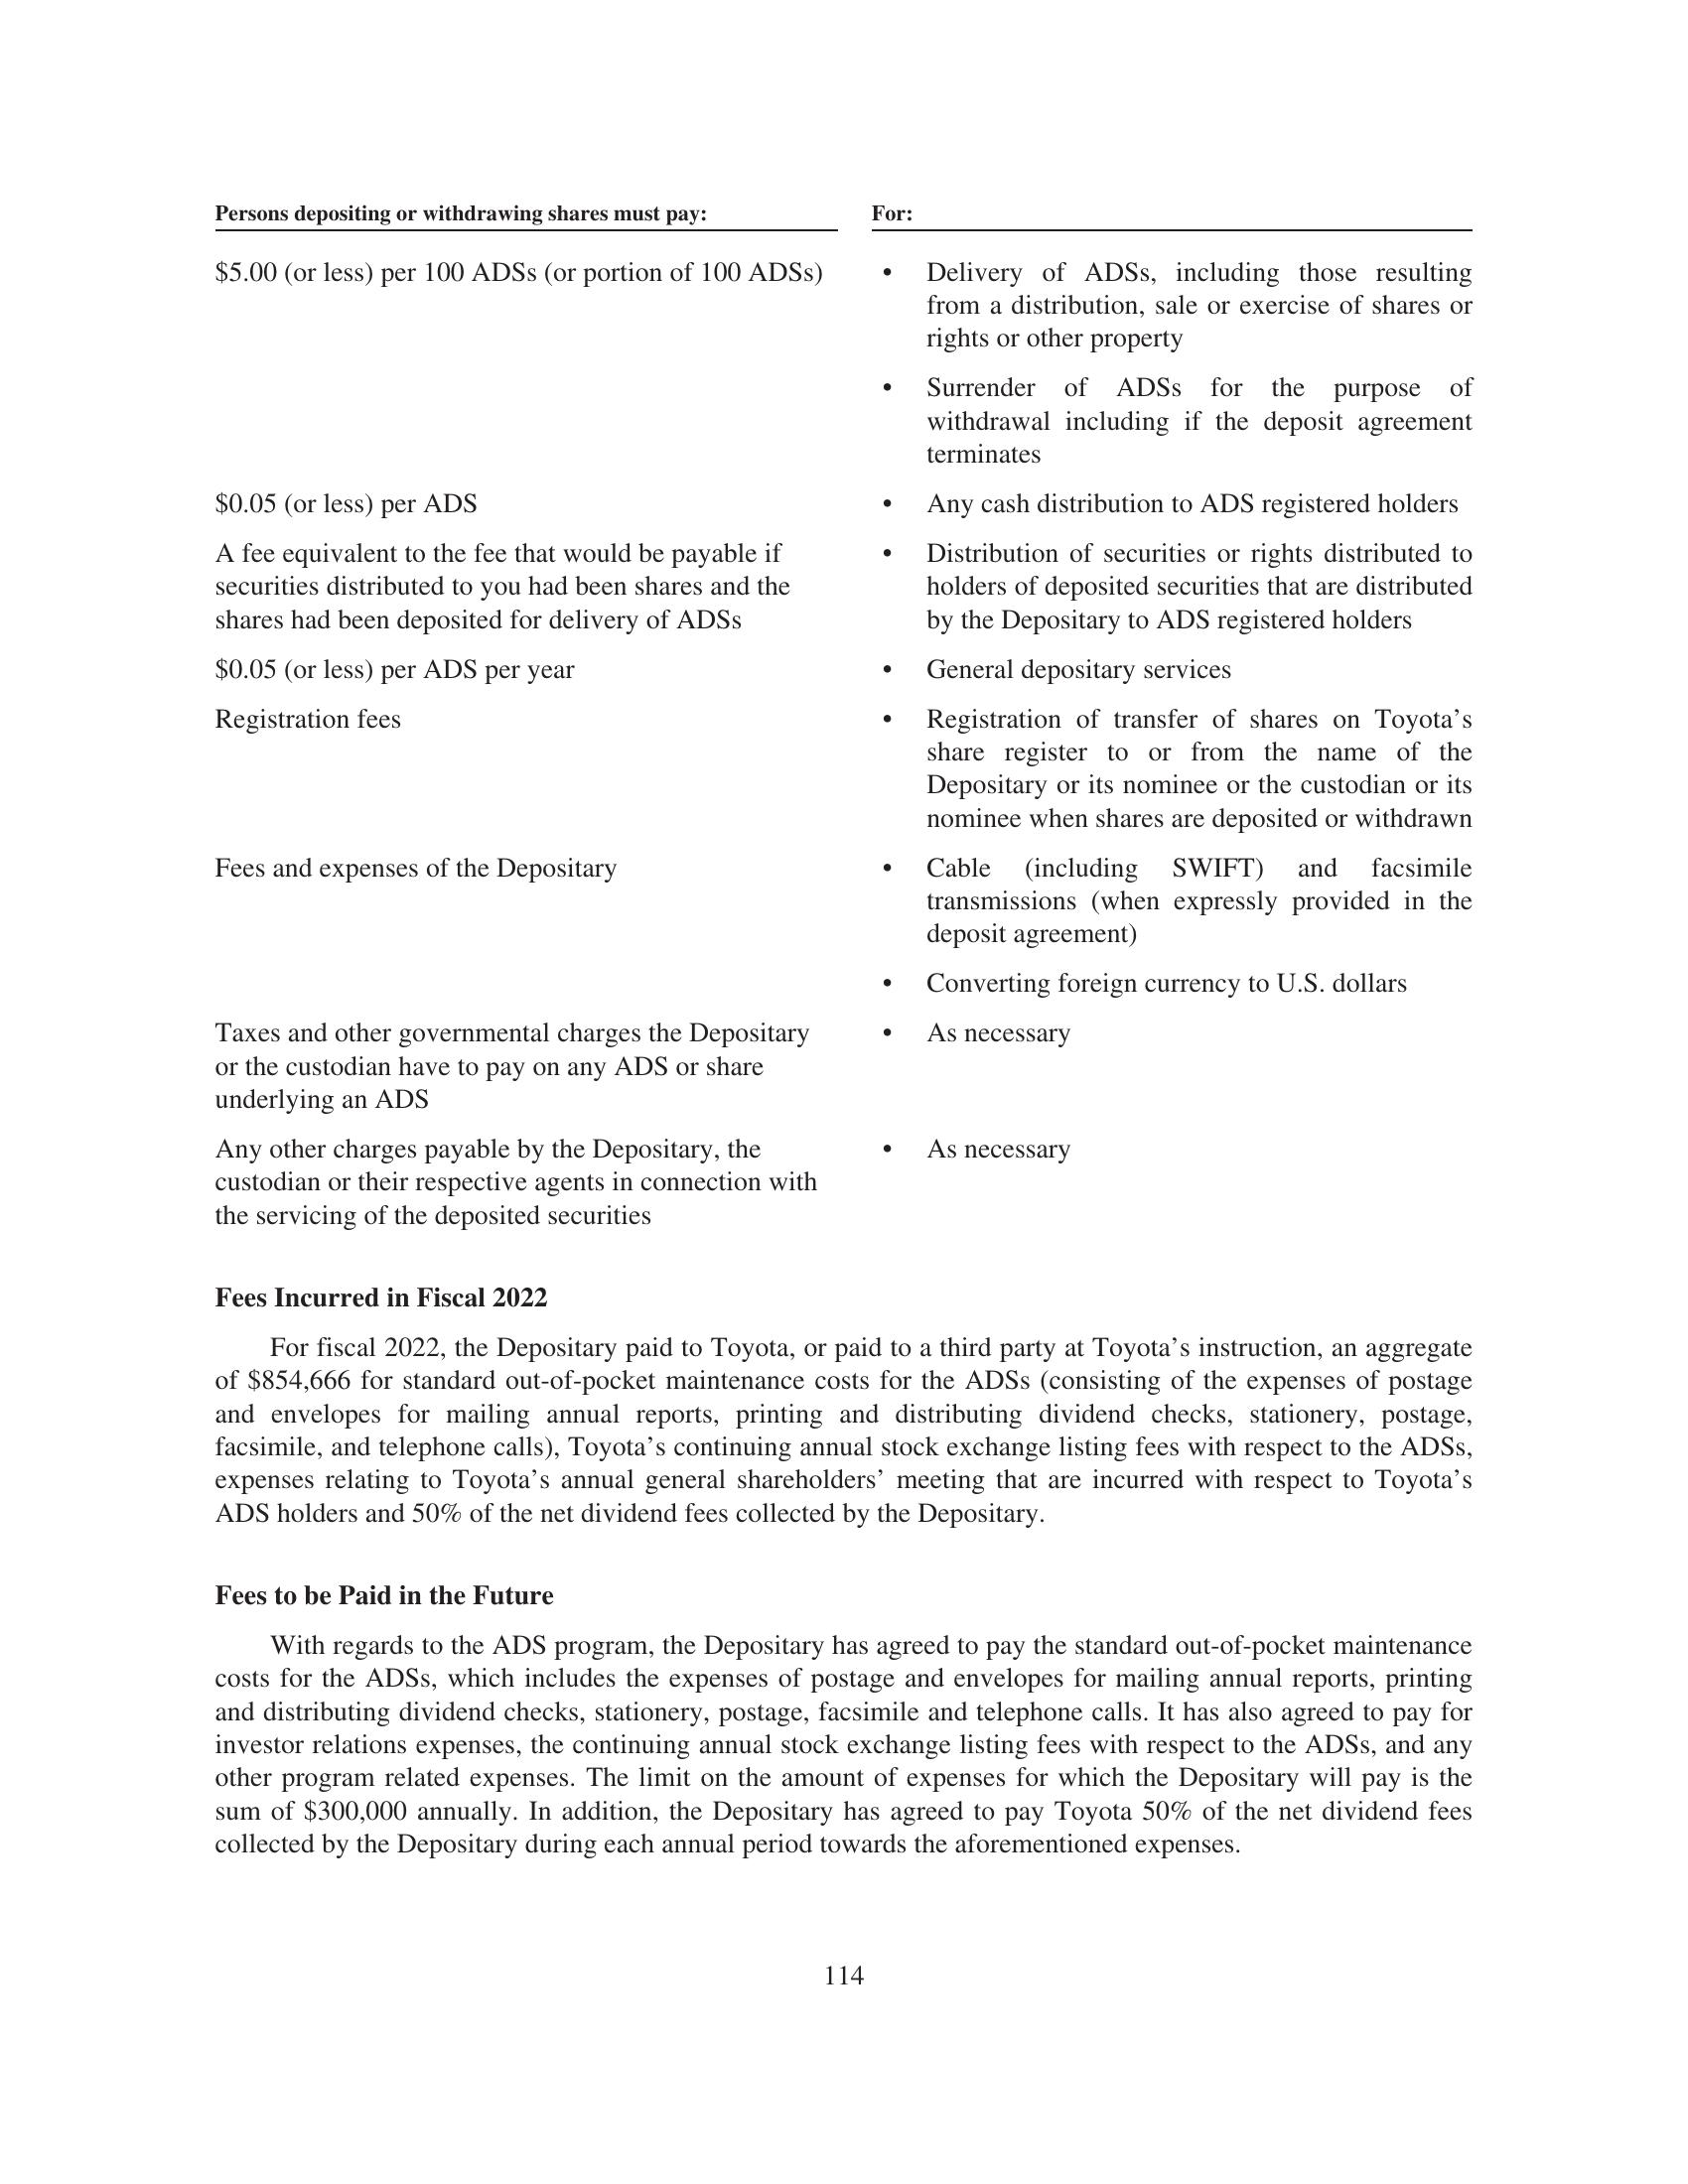 Persons depositing or withdrawing shares must pay: For:
$5.00 (or less) per 100 ADSs (or portion of 100 ADSs) • Delivery of ADSs, including those resulting
from a distribution, sale or exercise of shares or
rights or other property
• Surrender of ADSs for the purpose of
withdrawal including if the deposit agreement
terminates
$0.05 (or less) per ADS • Any cash distribution to ADS registered holders
A fee equivalent to the fee that would be payable if • Distribution of securities or rights distributed to
securities distributed to you had been shares and the holders of deposited securities that are distributed
shares had been deposited for delivery of ADSs by the Depositary to ADS registered holders
$0.05 (or less) per ADS per year • General depositary services
Registration fees • Registration of transfer of shares on Toyota’s
share register to or from the name of the
Depositary or its nominee or the custodian or its
nominee when shares are deposited or withdrawn
Fees and expenses of the Depositary • Cable (including SWIFT) and facsimile
transmissions (when expressly provided in the
deposit agreement)
• Converting foreign currency to U.S. dollars
Taxes and other governmental charges the Depositary • As necessary
or the custodian have to pay on any ADS or share
underlying an ADS
Any other charges payable by the Depositary, the • As necessary
custodian or their respective agents in connection with
the servicing of the deposited securities
Fees Incurred in Fiscal 2022
For fiscal 2022, the Depositary paid to Toyota, or paid to a third party at Toyota’s instruction, an aggregate
of $854,666 for standard out-of-pocket maintenance costs for the ADSs (consisting of the expenses of postage
and envelopes for mailing annual reports, printing and distributing dividend checks, stationery, postage,
facsimile, and telephone calls), Toyota’s continuing annual stock exchange listing fees with respect to the ADSs,
expenses relating to Toyota’s annual general shareholders’ meeting that are incurred with respect to Toyota’s
ADS holders and 50% of the net dividend fees collected by the Depositary.
Fees to be Paid in the Future
With regards to the ADS program, the Depositary has agreed to pay the standard out-of-pocket maintenance
costs for the ADSs, which includes the expenses of postage and envelopes for mailing annual reports, printing
and distributing dividend checks, stationery, postage, facsimile and telephone calls. It has also agreed to pay for
investor relations expenses, the continuing annual stock exchange listing fees with respect to the ADSs, and any
other program related expenses. The limit on the amount of expenses for which the Depositary will pay is the
sum of $300,000 annually. In addition, the Depositary has agreed to pay Toyota 50% of the net dividend fees
collected by the Depositary during each annual period towards the aforementioned expenses.
114